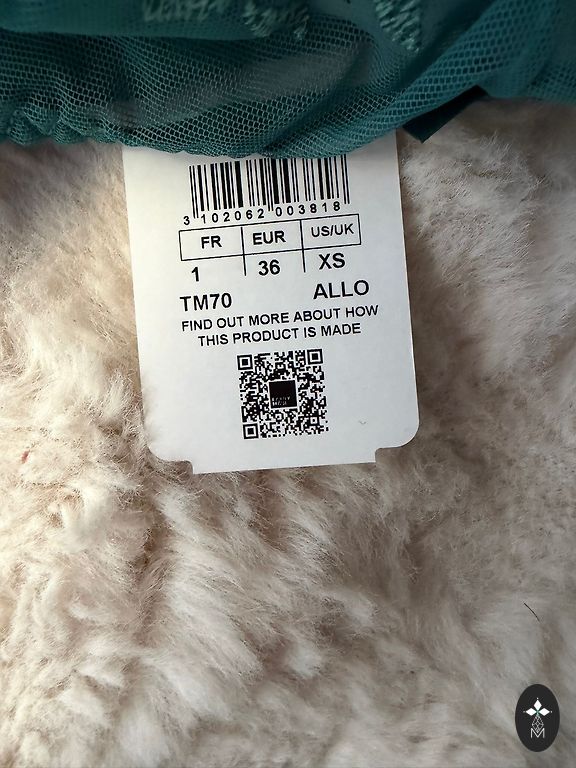 3 102062 003818
FR EUR US/UK
1 36 XS
TM70 ALLO
FIND OUT MORE ABOUT HOW
THIS PRODUCT IS MADE
M